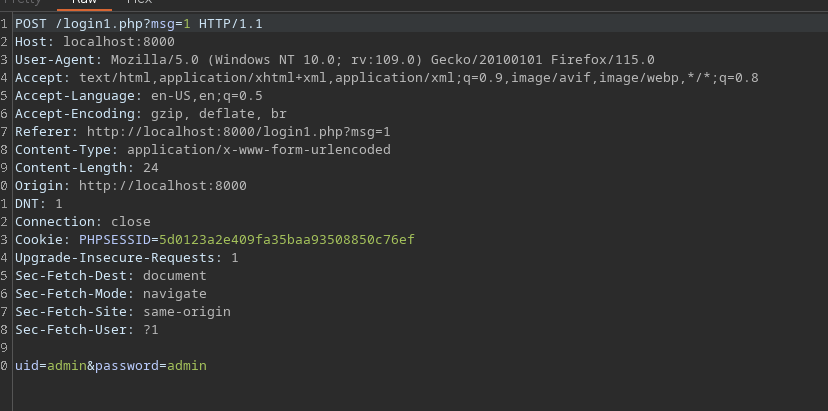 Pretty Raw Hex
1 POST /login1.php?msg=1 HTTP/1.1
2 Host: localhost:8000
3 User-Agent: Mozilla/5.0 (Windows NT 10.0; rv:109.0) Gecko/20100101 Firefox/115.0
4 Accept: text/html,application/xhtml+xml,application/xml;q=0.9,image/avif,image/webp,*/*;q=0.8
5 Accept-Language: en-US,en;q=0.5
6 Accept-Encoding: gzip, deflate, br
7 Referer: http://localhost:8000/login1.php?msg=1
8 Content-Type: application/x-www-form-urlencoded
9 Content-Length: 24
0 Origin: http://localhost:8000
1 DNT: 1
2 Connection: close
3 Cookie: PHPSESSID=5d0123a2e409fa35baa93508850c76ef
4 Upgrade-Insecure-Requests: 1
5 Sec-Fetch-Dest: document
6 Sec-Fetch-Mode: navigate
7 Sec-Fetch-Site: same-origin
8 Sec-Fetch-User: ?1
9
0 uid=admin&password=admin